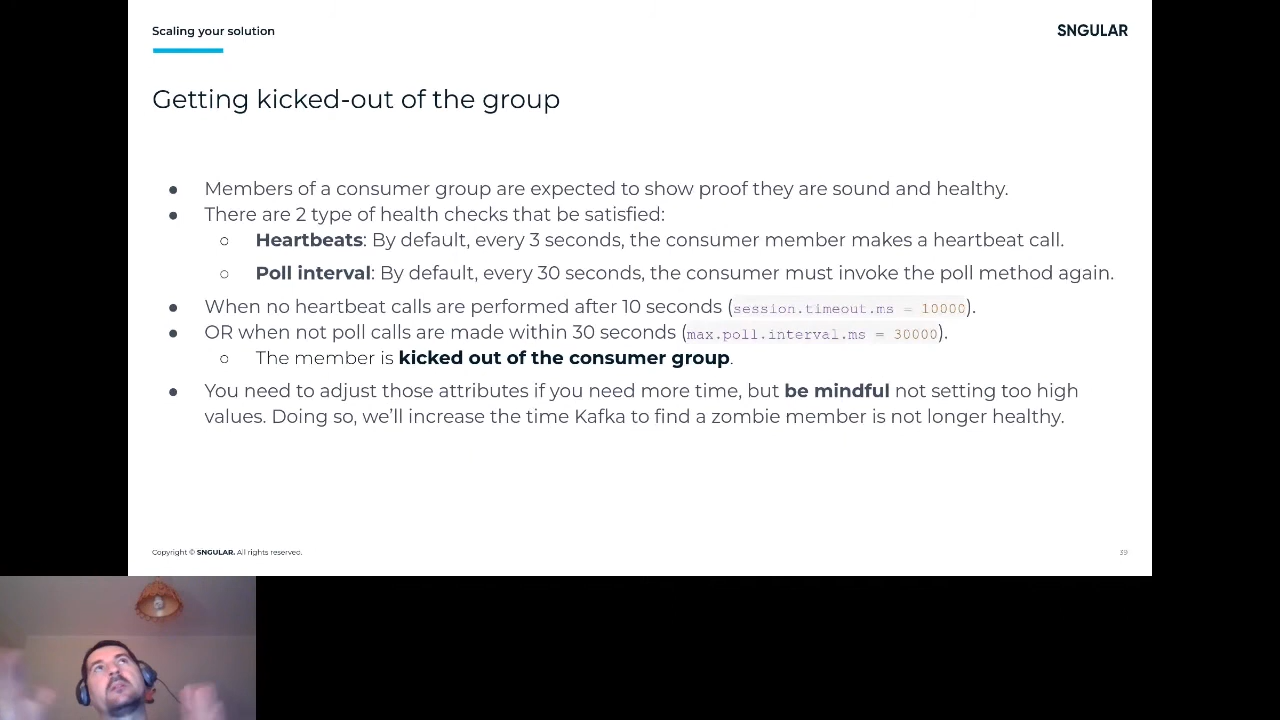 Scaling your solution
SNGULAR
Getting kicked-out of the group
● Members of a consumer group are expected to show proof they are sound and healthy.
● There are 2 type of health checks that be satisfied:
○ Heartbeats: By default, every 3 seconds, the consumer member makes a heartbeat call.
○ Poll interval: By default, every 30 seconds, the consumer must invoke the poll method again.
● When no heartbeat calls are performed after 10 seconds (session.timeout.ms = 10000).
● OR when not poll calls are made within 30 seconds (max.poll.interval.ms = 30000).
○ The member is kicked out of the consumer group.
● You need to adjust those attributes if you need more time, but be mindful not setting too high
values. Doing so, we’ll increase the time Kafka to find a zombie member is not longer healthy.
Copyright © SNGULAR. All rights reserved.
39